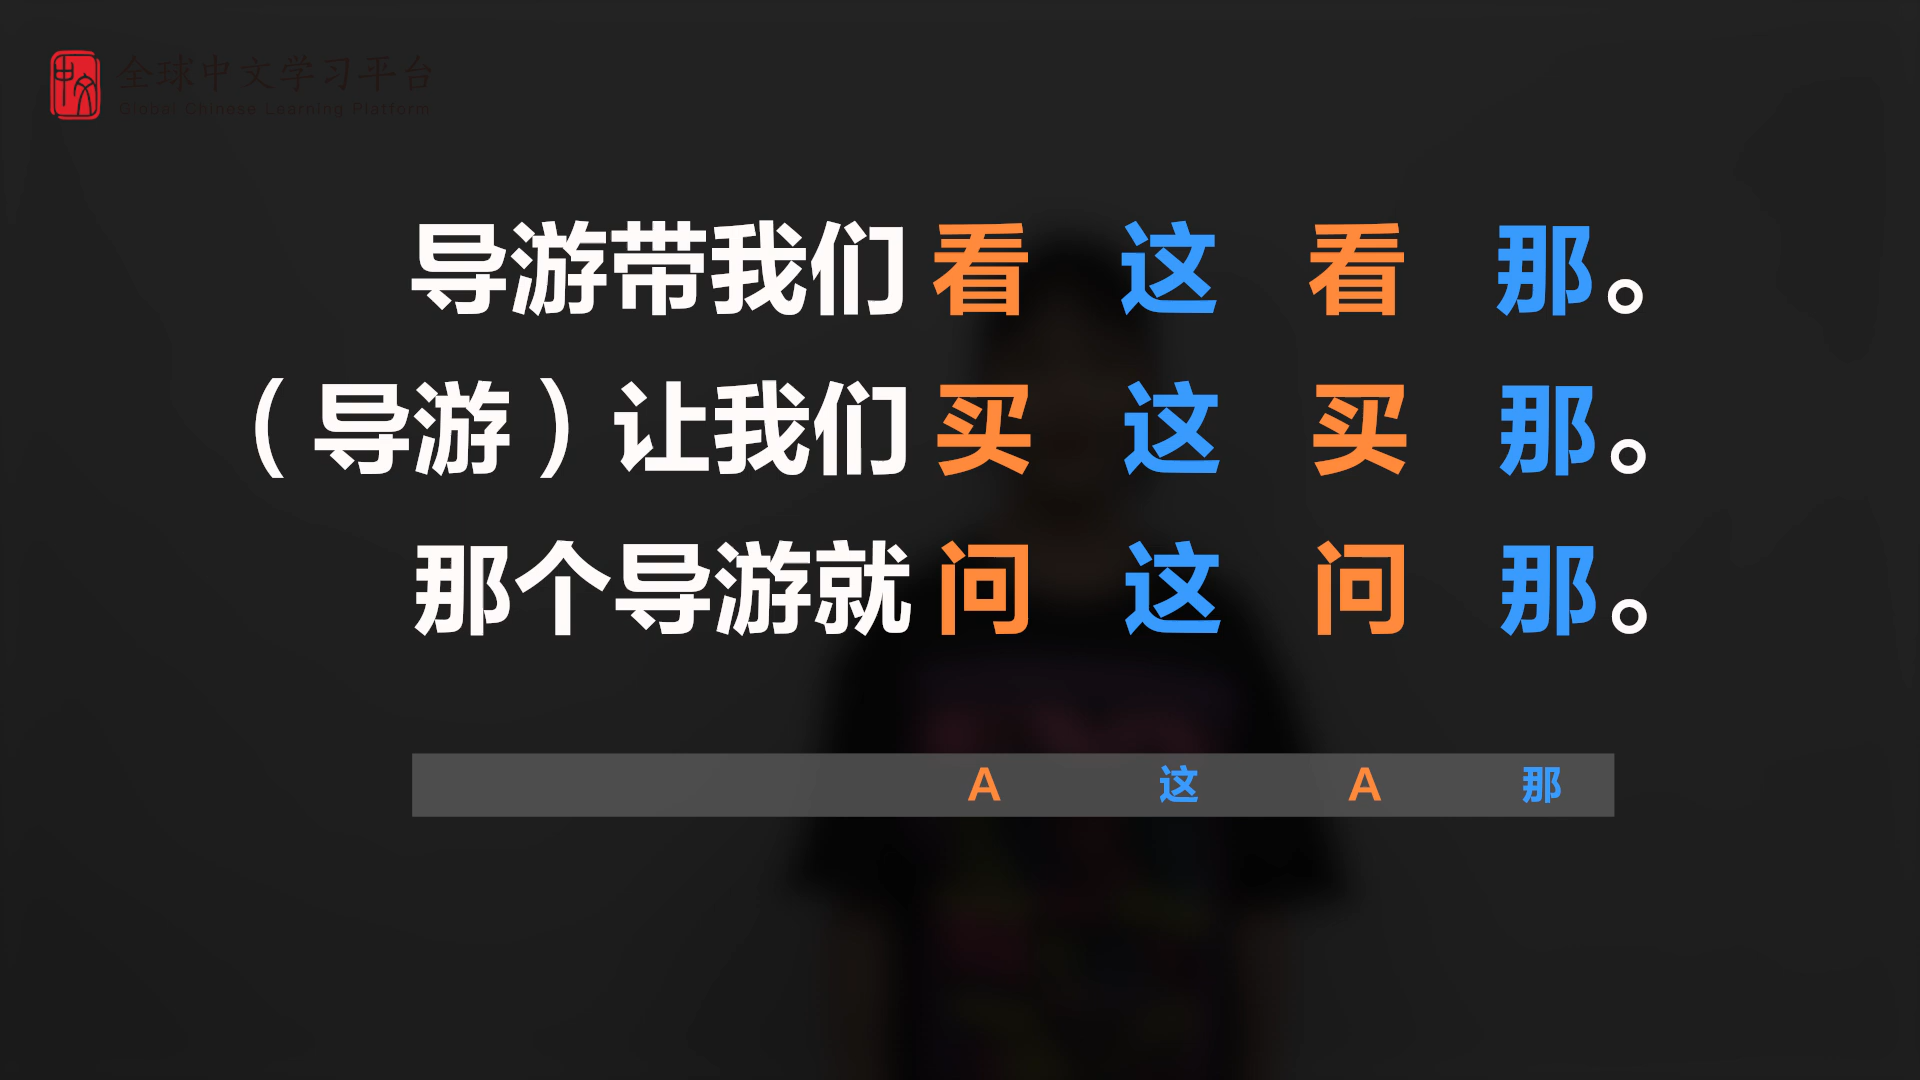 中文
全球中文学习平台
Global Chinese Learning Platform
导游带我们看 这 看 那。
（导游）让我们买 这 买 那。
那个导游就问 这 问 那。
A 这 A 那